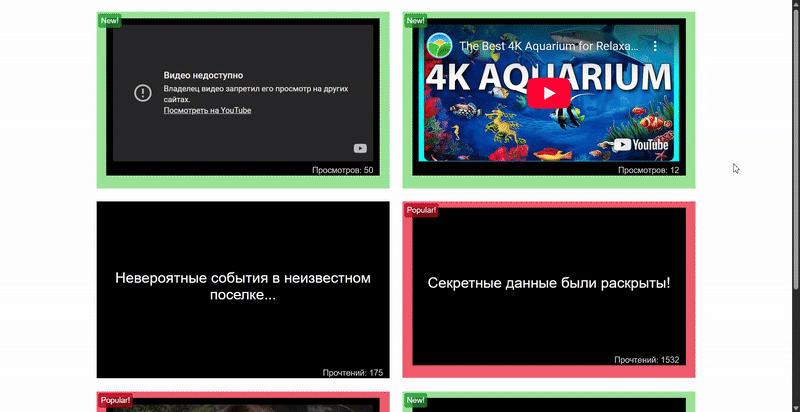 New!
Видео недоступно
Владелец видео запретил его просмотр на других
сайтах.
Посмотреть на YouTube
Просмотров: 50
New!
The Best 4K Aquarium for Relaxa...
4K AQUARIUM
YouTube
Просмотров: 12
Невероятные события в неизвестном
поселке...
Прочтений: 175
Popular!
Секретные данные были раскрыты!
Прочтений: 1532
Popular!
New!